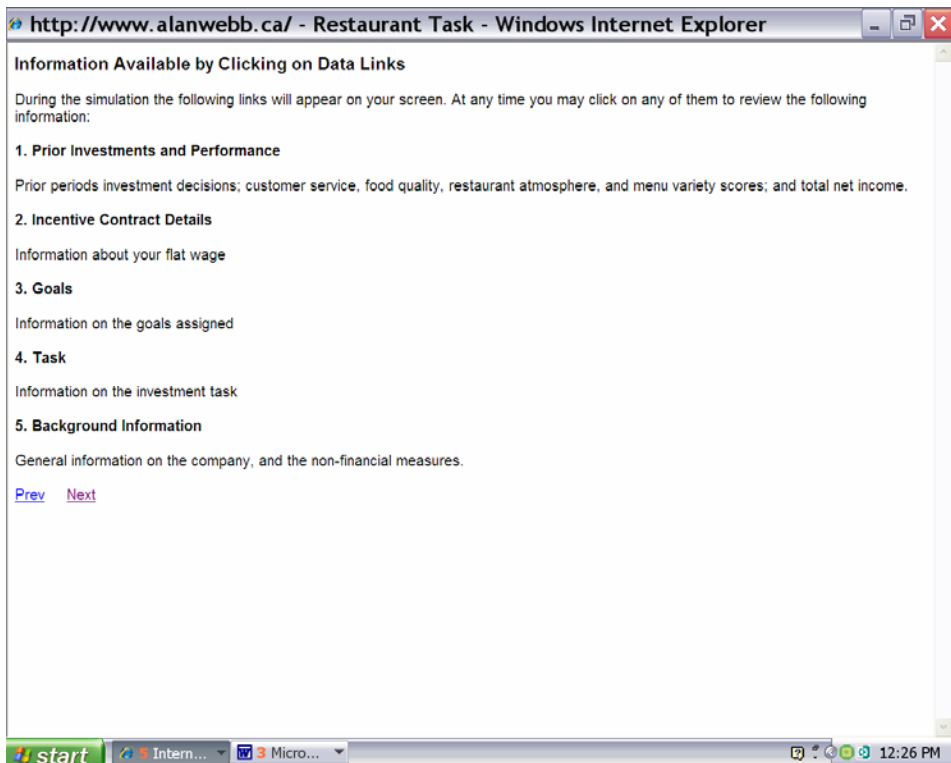 http://www.alanwebb.ca/ - Restaurant Task - Windows Internet Explorer
Information Available by Clicking on Data Links
During the simulation the following links will appear on your screen. At any time you may click on any of them to review the following
information:
1. Prior Investments and Performance
Prior periods investment decisions; customer service, food quality, restaurant atmosphere, and menu variety scores; and total net income.
2. Incentive Contract Details
Information about your flat wage
3. Goals
Information on the goals assigned
4. Task
Information on the investment task
5. Background Information
General information on the company, and the non-financial measures.
Prev Next
start 5 Intern... 3 Micro... 12:26 PM